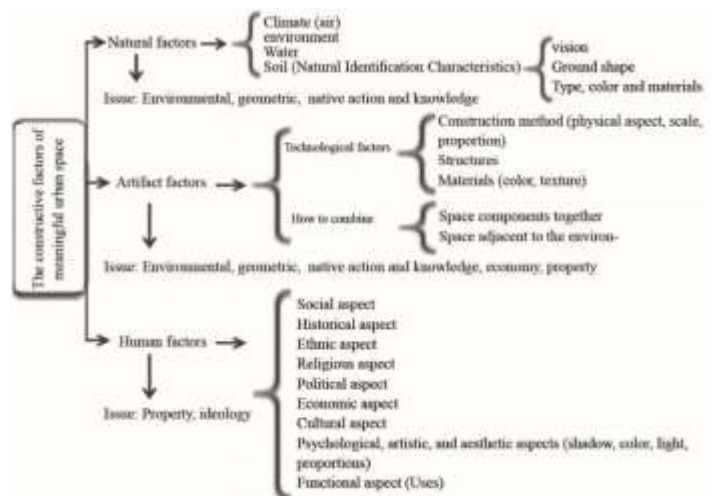 The constructive factors of
meaningful urban space
Natural factors
Climate (air)
environment
Water
Soil (Natural Identification Characteristics)
vision
Ground shape
Type, color and materials
Issue: Environmental, geometric, native action and knowledge
Artifact factors
Technological factors
Construction method (physical aspect, scale,
proportion)
Structures
Materials (color, texture)
How to combine
Space components together
Space adjacent to the environ-
Issue: Environmental, geometric, native action and knowledge, economy, property
Human factors
Social aspect
Historical aspect
Ethnic aspect
Religious aspect
Political aspect
Economic aspect
Cultural aspect
Psychological, artistic, and aesthetic aspects (shadow, color, light,
proportions)
Functional aspect (Uses)
Issue: Property, ideology